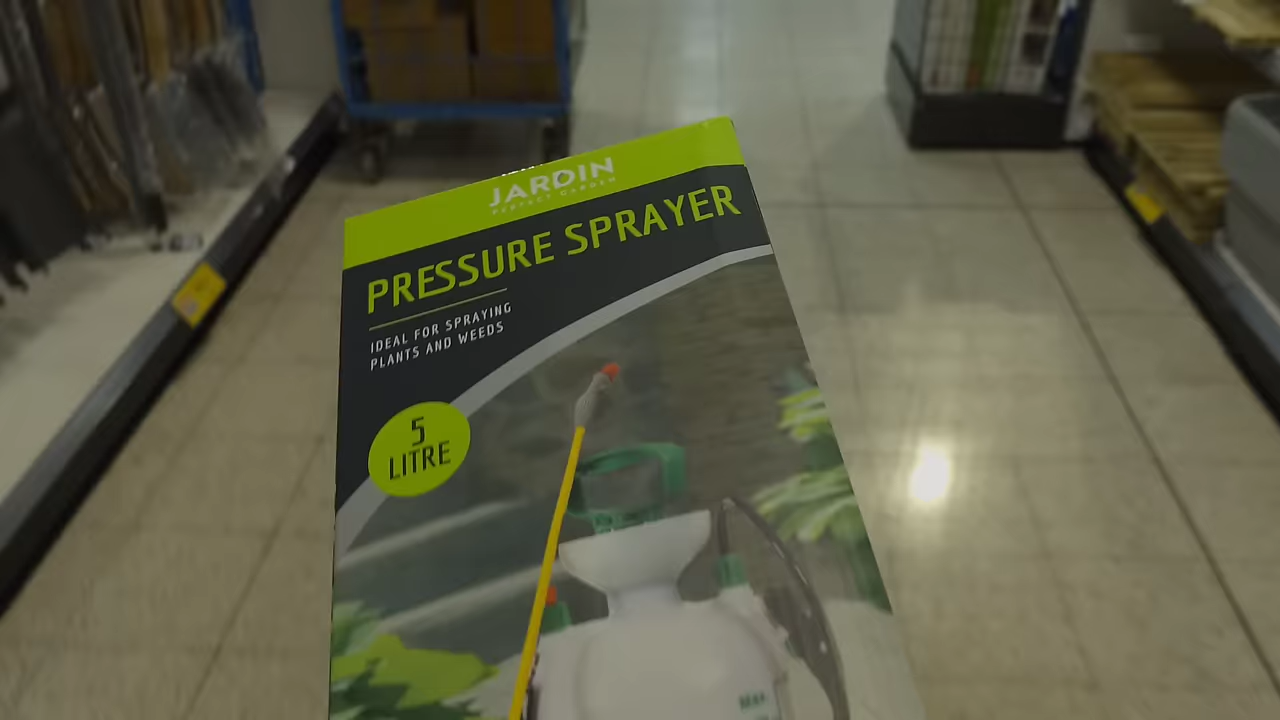 JARDIN
PERFECT GARDEN
PRESSURE SPRAYER
IDEAL FOR SPRAYING
PLANTS AND WEEDS
5
LITRE